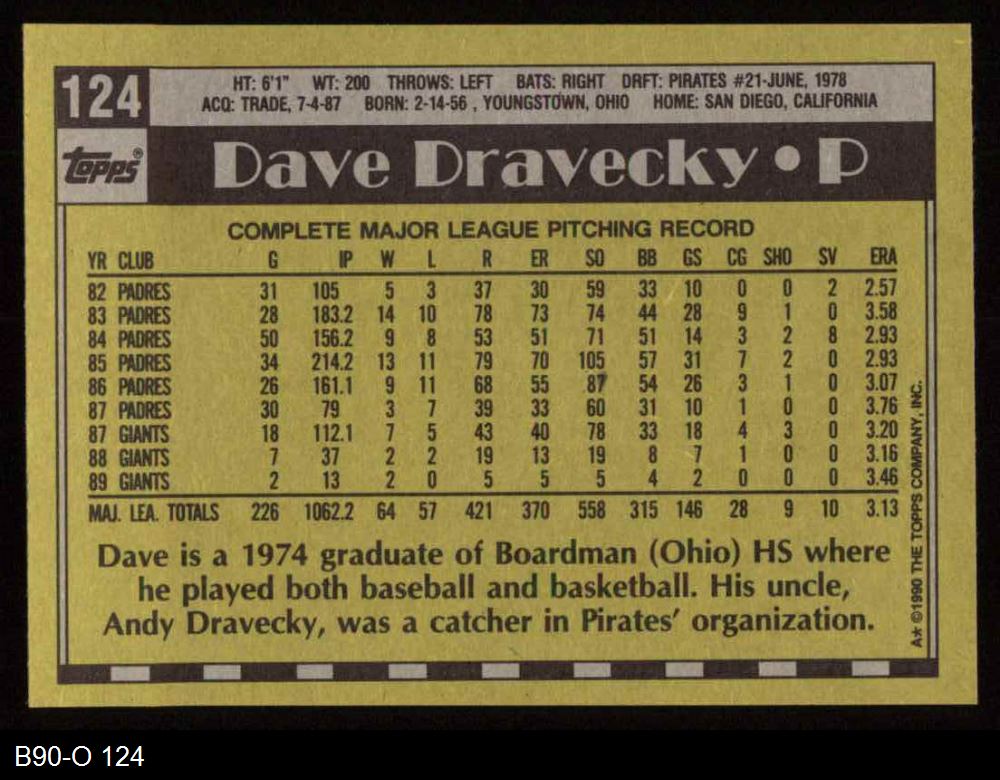 124
HT: 6'1" WT: 200 THROWS: LEFT BATS: RIGHT DRFT: PIRATES #21-JUNE, 1978
ACQ: TRADE, 7-4-87 BORN: 2-14-56 , YOUNGSTOWN, OHIO HOME: SAN DIEGO, CALIFORNIA
topps® Dave Dravecky • P
COMPLETE MAJOR LEAGUE PITCHING RECORD
YR CLUB G IP W L R ER SO BB GS CG SHO SV ERA
82 PADRES 31 105 5 3 37 30 59 33 10 0 0 2 2.57
83 PADRES 28 183.2 14 10 78 73 74 44 28 9 1 0 3.58
84 PADRES 50 156.2 9 8 53 51 71 51 14 3 2 8 2.93
85 PADRES 34 214.2 13 11 79 70 105 57 31 7 2 0 2.93
86 PADRES 26 161.1 9 11 68 55 87 54 26 3 1 0 3.07
87 PADRES 30 79 3 7 39 33 60 31 10 1 0 0 3.76
87 GIANTS 18 112.1 7 5 43 40 78 33 18 4 3 0 3.20
88 GIANTS 7 37 2 2 19 13 19 8 7 1 0 0 3.16
89 GIANTS 2 13 2 0 5 5 5 4 2 0 0 0 3.46
MAJ. LEA. TOTALS 226 1062.2 64 57 421 370 558 315 146 28 9 10 3.13
Dave is a 1974 graduate of Boardman (Ohio) HS where
he played both baseball and basketball. His uncle,
Andy Dravecky, was a catcher in Pirates' organization.
A* ©1990 THE TOPPS COMPANY, INC.
B90-O 124